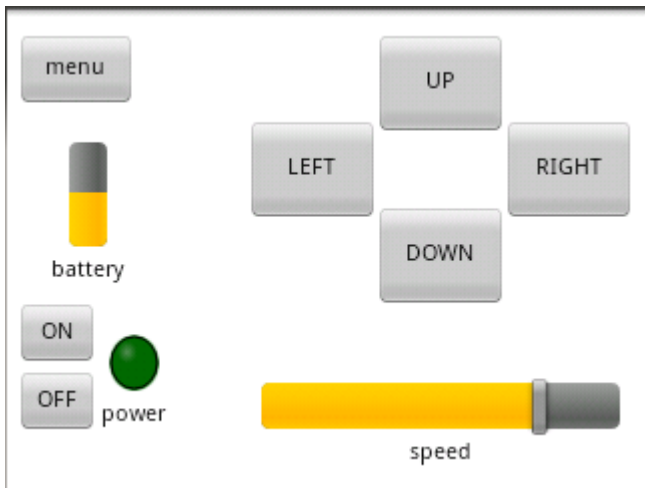 menu
UP
LEFT
RIGHT
DOWN
battery
ON
OFF
power
speed